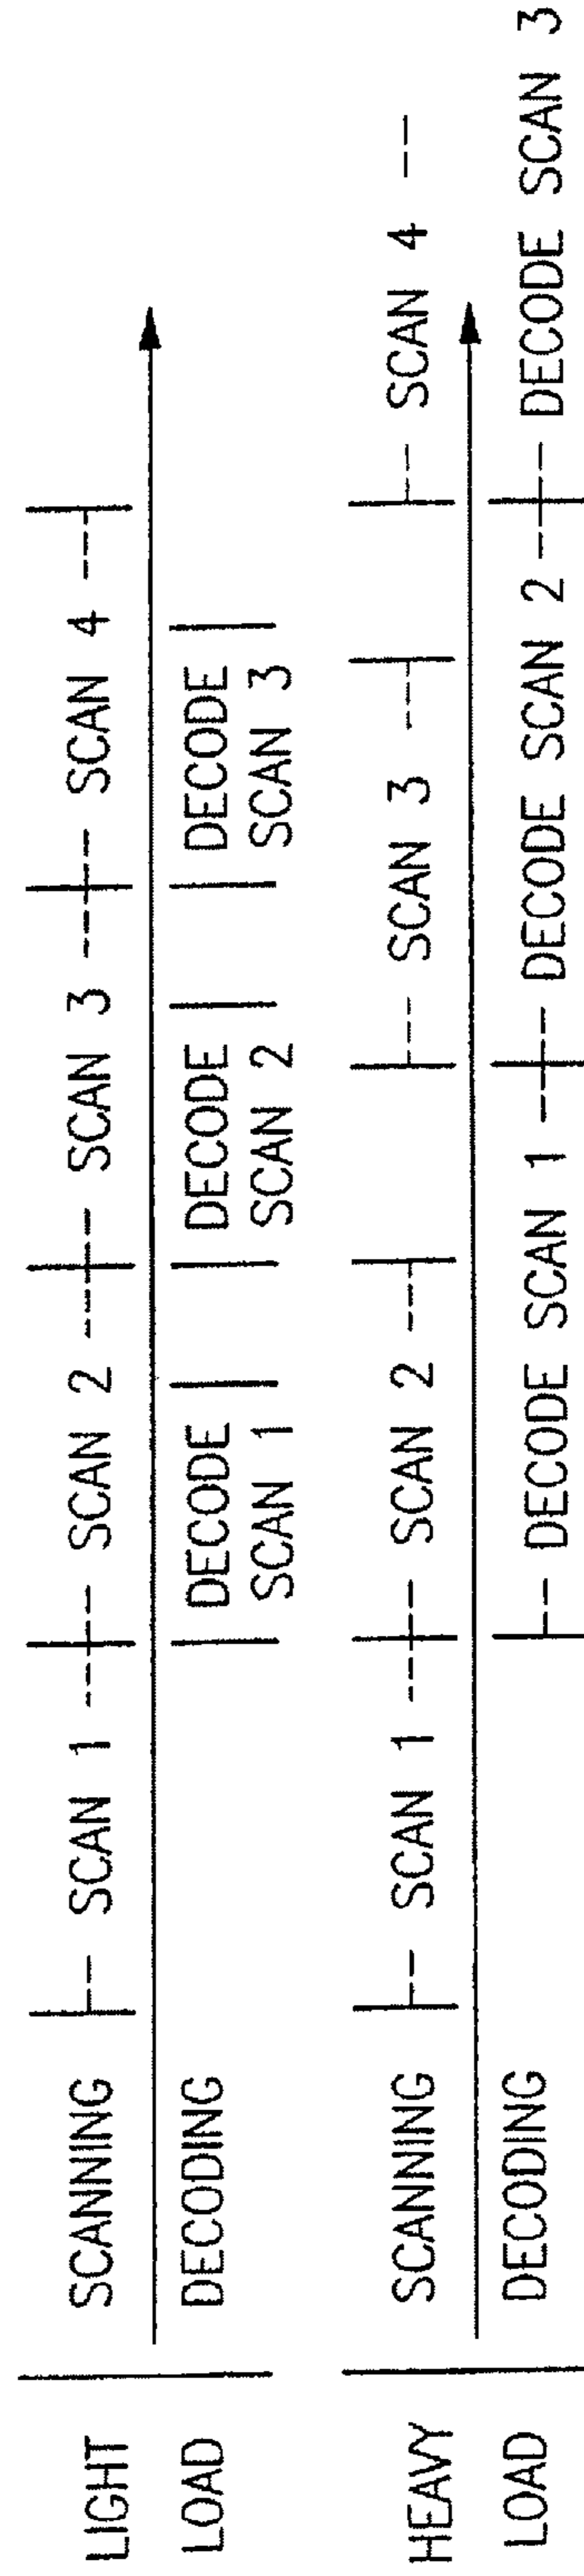 LIGHT
LOAD
SCANNING
SCAN 1
SCAN 2
SCAN 3
SCAN 4
DECODING
DECODE
SCAN 1
DECODE
SCAN 2
DECODE
SCAN 3
HEAVY
LOAD
SCANNING
SCAN 1
SCAN 2
SCAN 3
SCAN 4
DECODING
DECODE SCAN 1
DECODE SCAN 2
DECODE SCAN 3